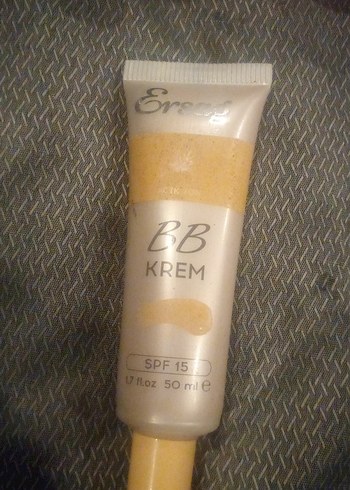 Ersağ
BB
KREM
SPF 15
1.7 fl.oz 50 ml ℮